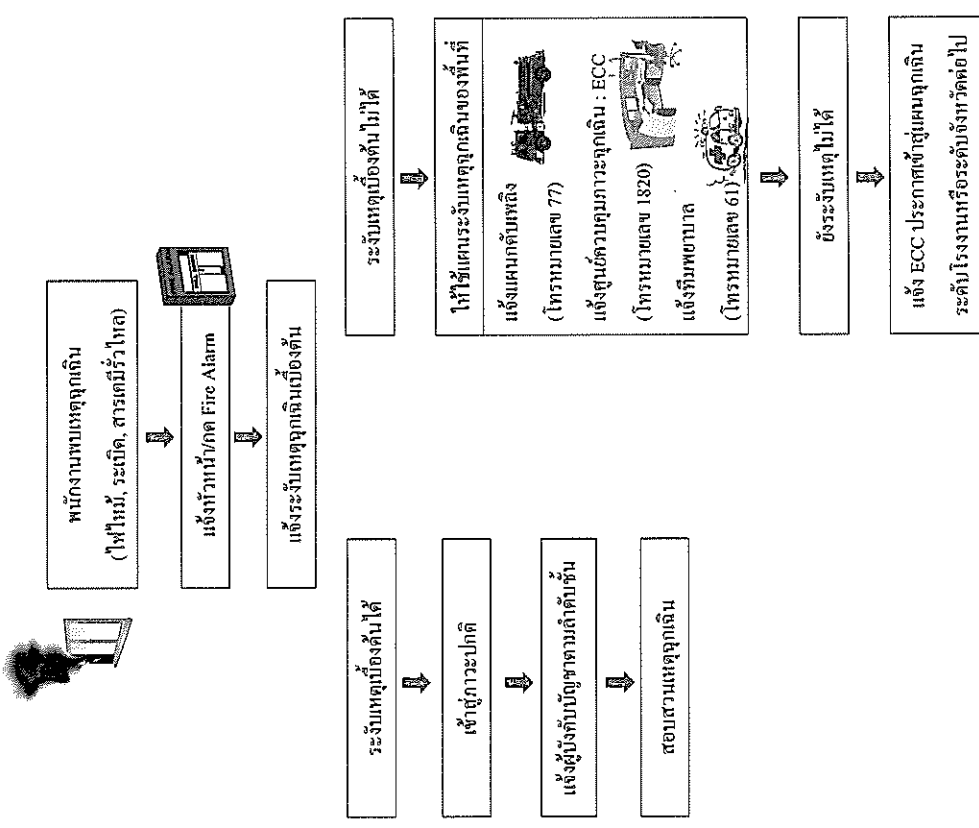 พนักงานพบเหตุฉุกเฉิน
(ไฟไหม้, ระเบิด, สารเคมีรั่วไหล)
แจ้งหัวหน้า/กด Fire Alarm
แจ้งระงับเหตุฉุกเฉินเบื้องต้น
ระงับเหตุเบื้องต้นได้
เข้าสู่ภาวะปกติ
แจ้งผู้บังคับบัญชาตามลำดับชั้น
สอบสวนเหตุฉุกเฉิน
ระงับเหตุเบื้องต้นไม่ได้
ให้ใช้แผนระงับเหตุฉุกเฉินของพื้นที่
แจ้งแผนกดับเพลิง
(โทรหมายเลข 77)
แจ้งศูนย์ควบคุมภาวะฉุกเฉิน : ECC
(โทรหมายเลข 1820)
แจ้งทีมพยาบาล
(โทรหมายเลข 61)
ยังระงับเหตุไม่ได้
แจ้ง ECC ประกาศเข้าสู่แผนฉุกเฉิน
ระดับโรงงานหรือระดับจังหวัดต่อไป